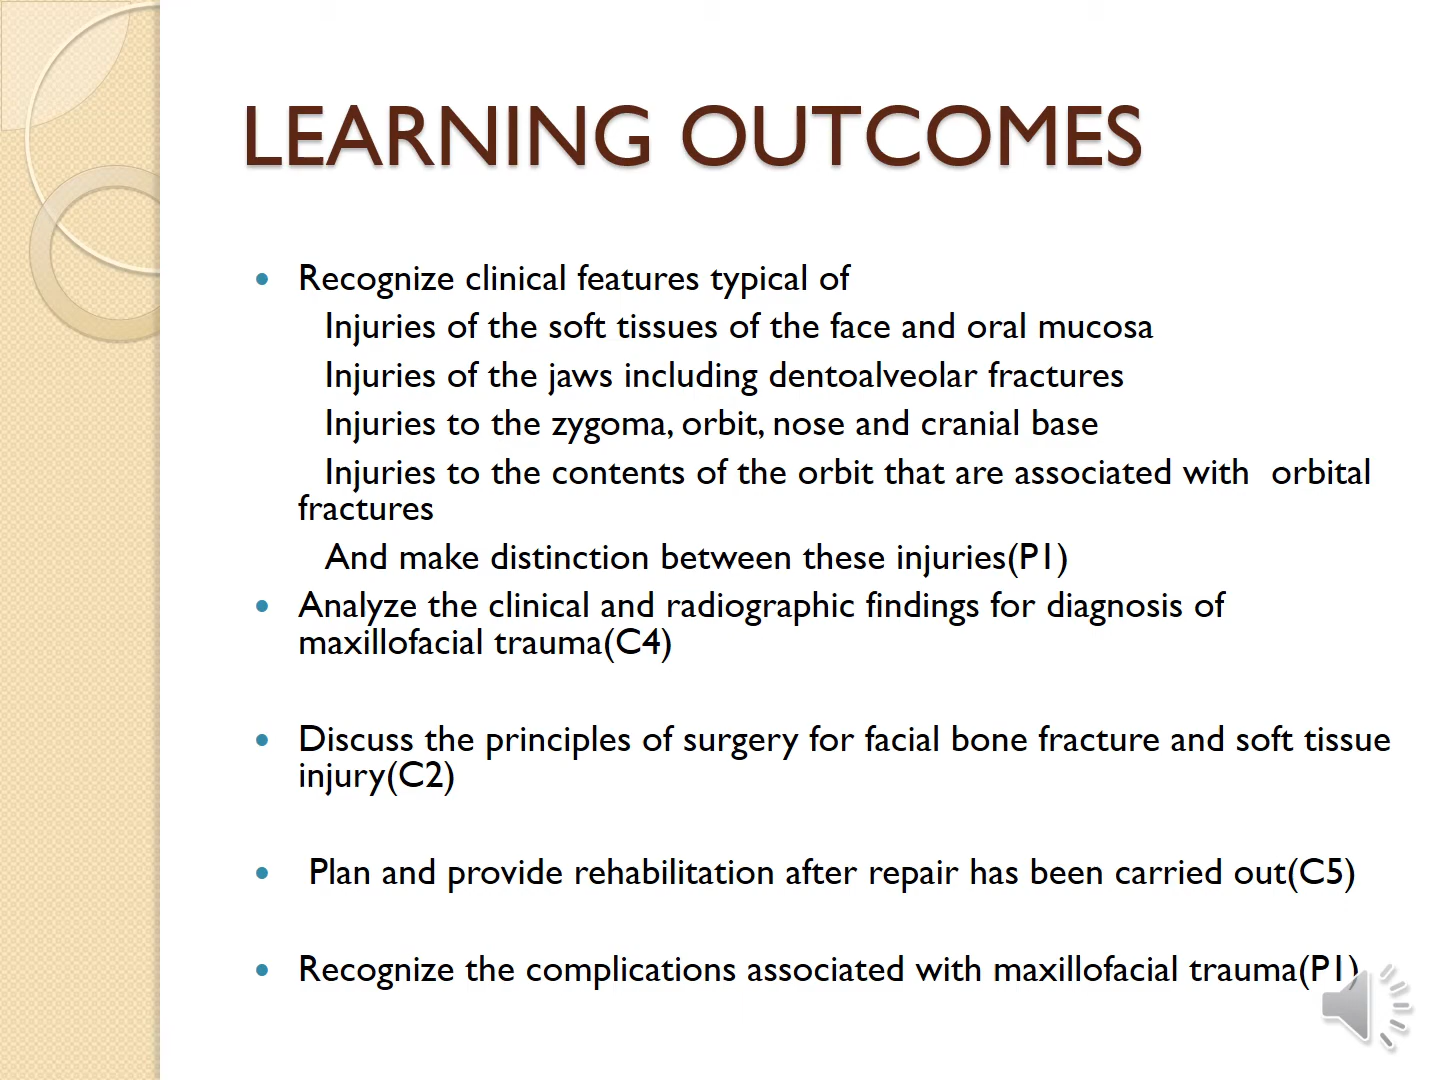 LEARNING OUTCOMES
• Recognize clinical features typical of
Injuries of the soft tissues of the face and oral mucosa
Injuries of the jaws including dentoalveolar fractures
Injuries to the zygoma, orbit, nose and cranial base
Injuries to the contents of the orbit that are associated with orbital
fractures
And make distinction between these injuries(P1)
• Analyze the clinical and radiographic findings for diagnosis of
maxillofacial trauma(C4)
• Discuss the principles of surgery for facial bone fracture and soft tissue
injury(C2)
• Plan and provide rehabilitation after repair has been carried out(C5)
• Recognize the complications associated with maxillofacial trauma(P1)